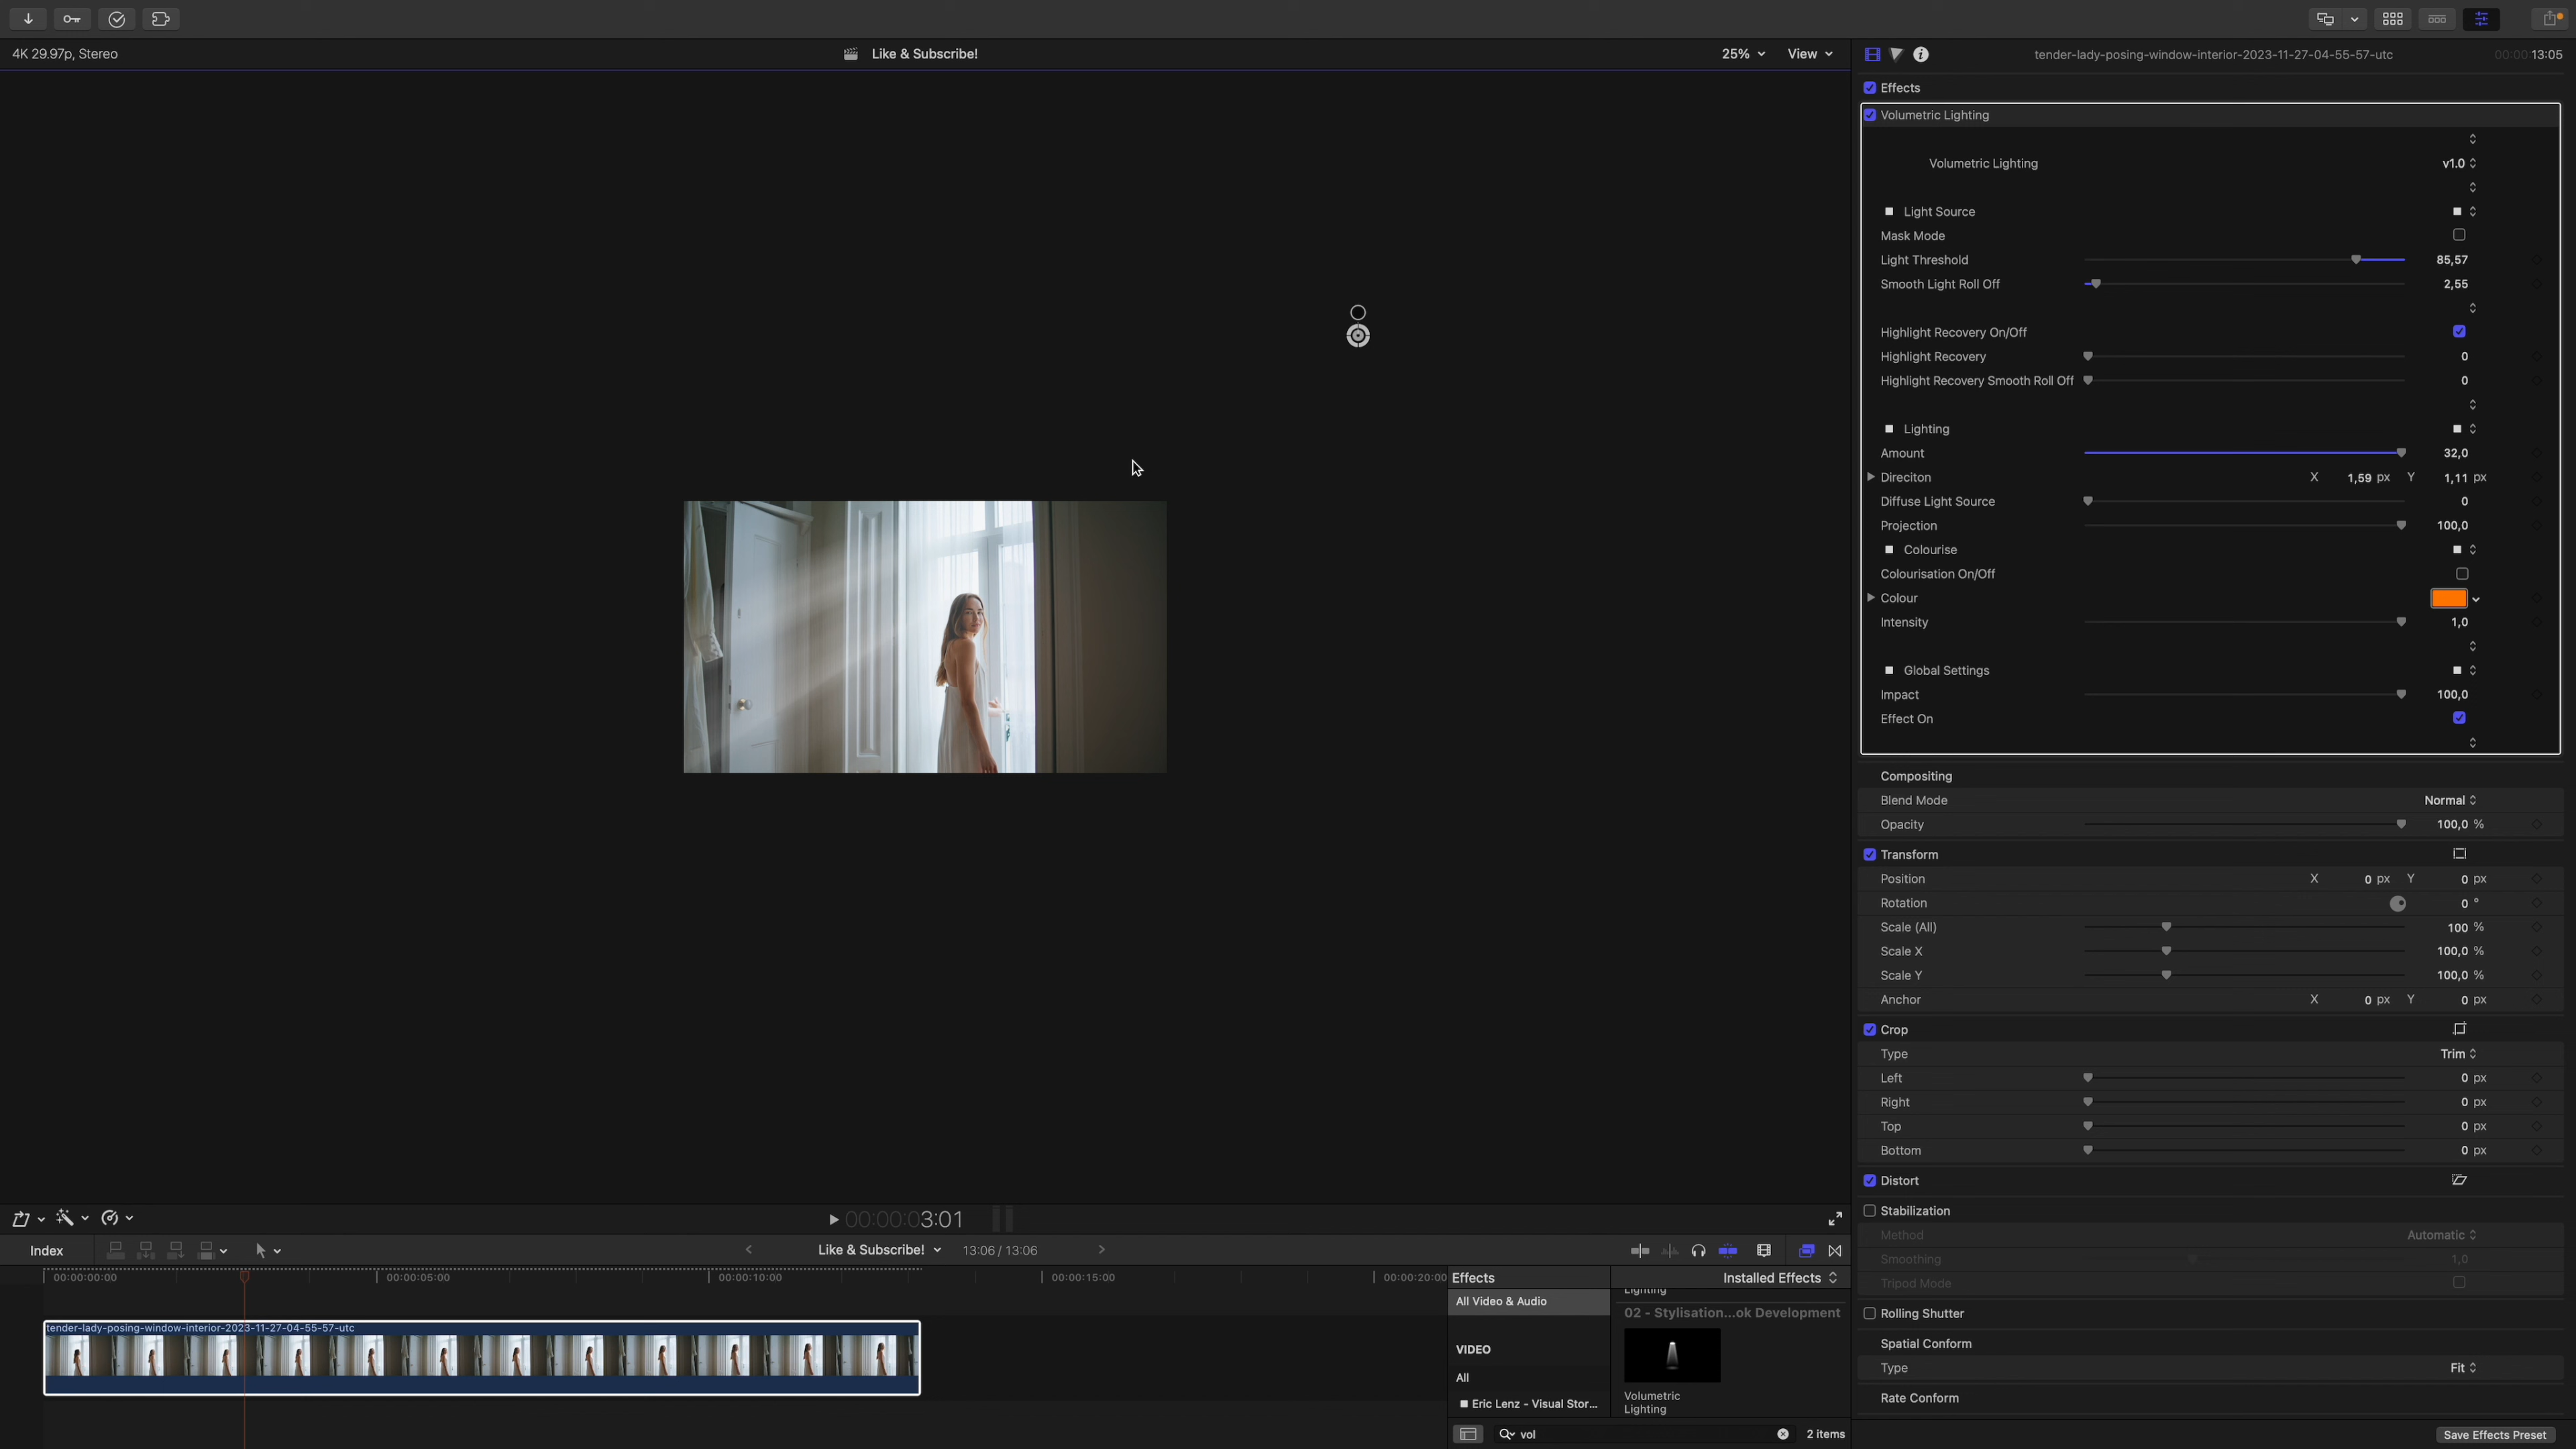 4K 29.97p, Stereo
Like & Subscribe!
25%
View
tender-lady-posing-window-interior-2023-11-27-04-55-57-utc
00:00:13:05
Effects
Volumetric Lighting
Volumetric Lighting v1.0
Light Source
Mask Mode
Light Threshold 85,57
Smooth Light Roll Off 2,55
Highlight Recovery On/Off
Highlight Recovery 0
Highlight Recovery Smooth Roll Off 0
Lighting
Amount 32,0
Direciton X 1,59 px Y 1,11 px
Diffuse Light Source 0
Projection 100,0
Colourise
Colourisation On/Off
Colour
Intensity 1,0
Global Settings
Impact 100,0
Effect On
Compositing
Blend Mode Normal
Opacity 100,0 %
Transform
Position X 0 px Y 0 px
Rotation 0 °
Scale (All) 100 %
Scale X 100,0 %
Scale Y 100,0 %
Anchor X 0 px Y 0 px
Crop
Type Trim
Left 0 px
Right 0 px
Top 0 px
Bottom 0 px
Distort
Stabilization
Method Automatic
Smoothing 1,0
Tripod Mode
Rolling Shutter
Spatial Conform
Type Fit
Rate Conform
Save Effects Preset
00:00:03:01
Index
Like & Subscribe!
13:06 / 13:06
00:00:00:00
00:00:05:00
00:00:10:00
00:00:15:00
00:00:20:00
tender-lady-posing-window-interior-2023-11-27-04-55-57-utc
Effects
Installed Effects
All Video & Audio
VIDEO
All
Eric Lenz - Visual Stor...
Lighting
02 - Stylisation...ok Development
Volumetric
Lighting
vol
2 items